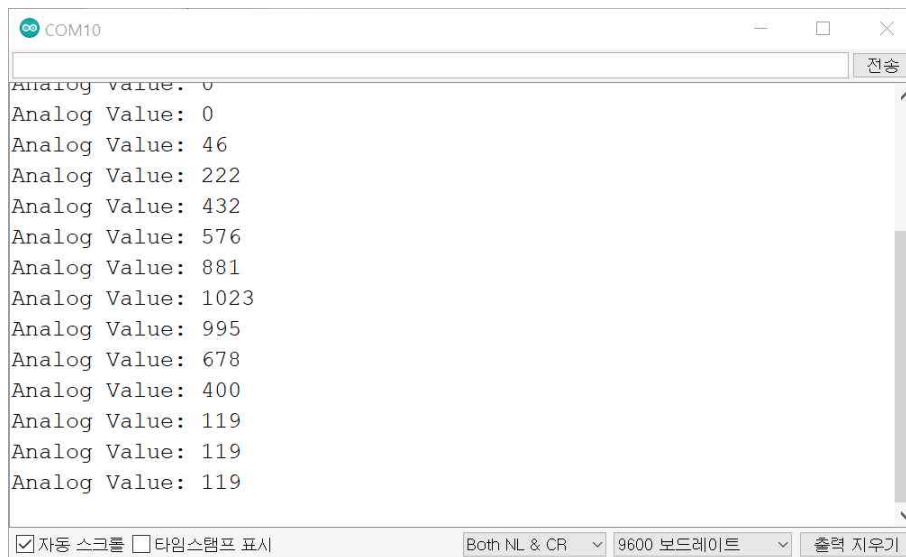 COM10
전송
Analog Value: 0
Analog Value: 0
Analog Value: 46
Analog Value: 222
Analog Value: 432
Analog Value: 576
Analog Value: 881
Analog Value: 1023
Analog Value: 995
Analog Value: 678
Analog Value: 400
Analog Value: 119
Analog Value: 119
Analog Value: 119
자동 스크롤 타임스탬프 표시 Both NL & CR 9600 보드레이트 출력 지우기